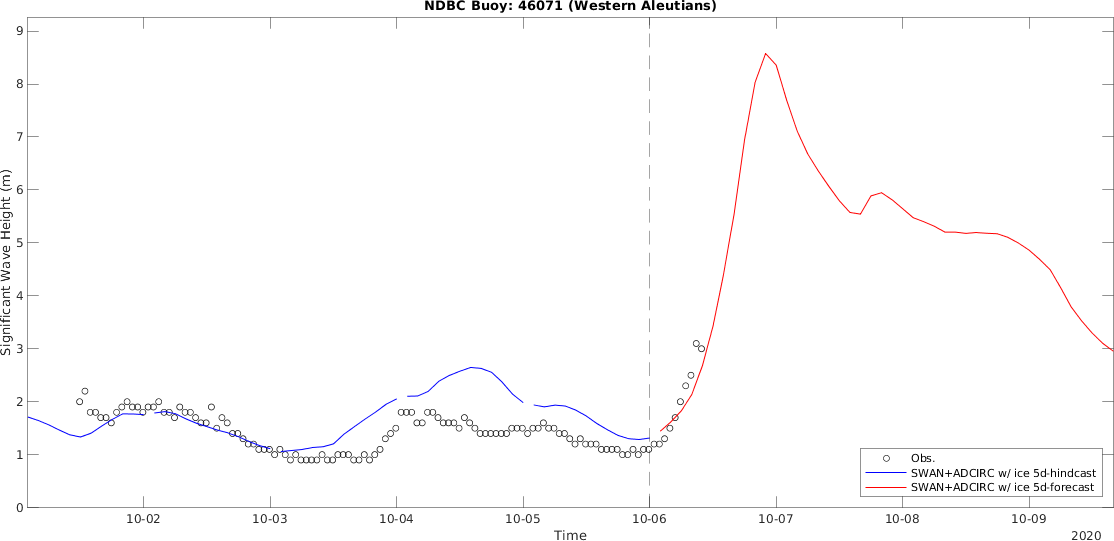 NDBC Buoy: 46071 (Western Aleutians)
Significant Wave Height (m)
9
8
7
6
5
4
3
2
1
0
10-02 10-03 10-04 10-05 10-06 10-07 10-08 10-09
Time
2020
Obs.
SWAN+ADCIRC w/ ice 5d-hindcast
SWAN+ADCIRC w/ ice 5d-forecast